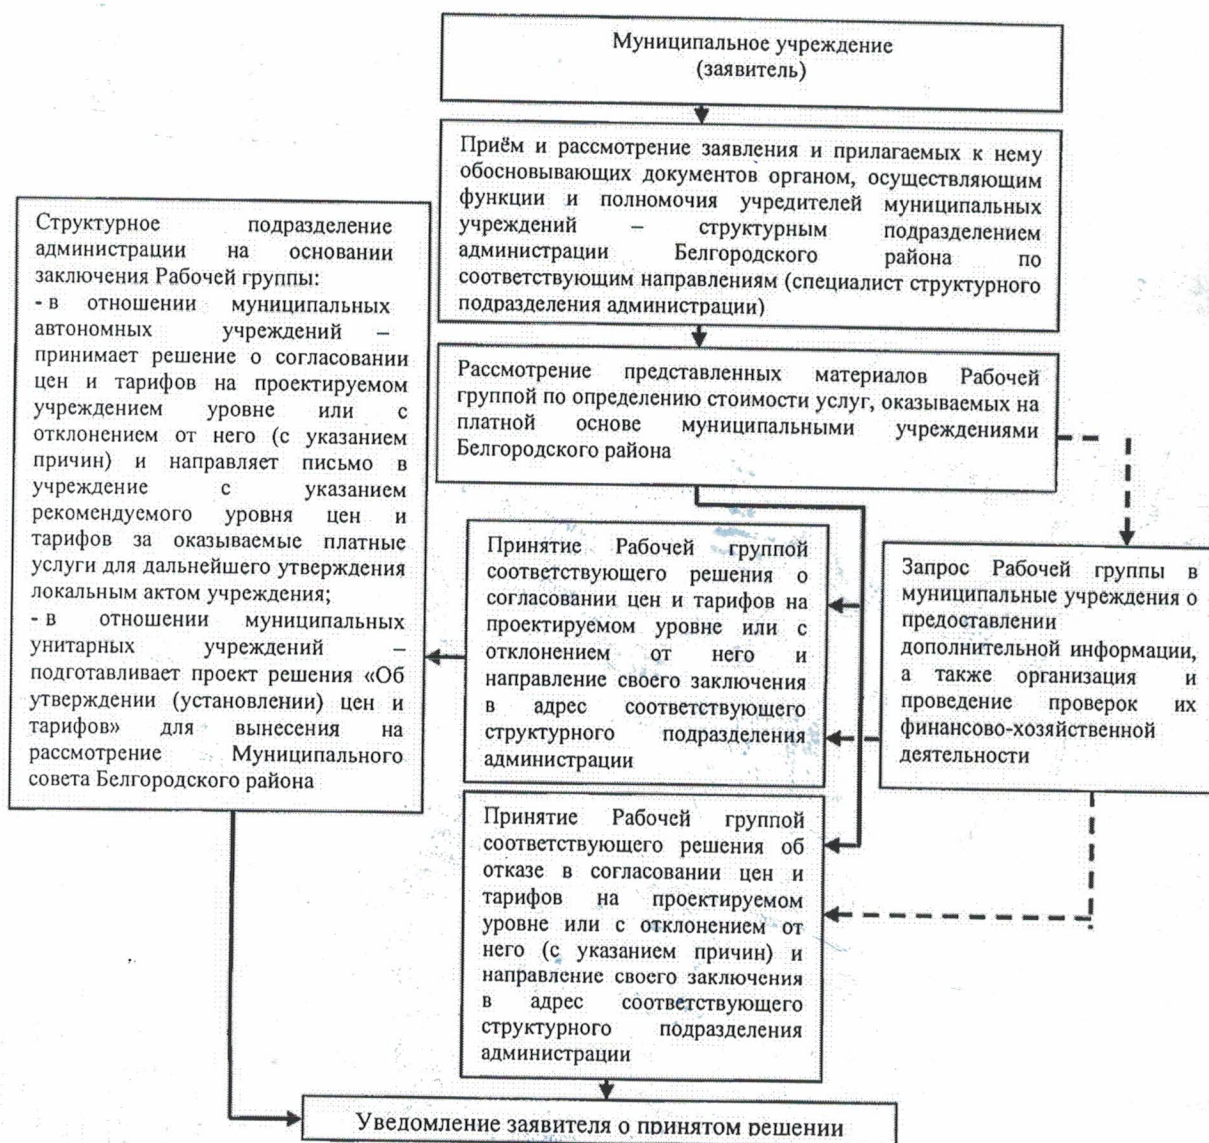 Муниципальное учреждение
(заявитель)
Приём и рассмотрение заявления и прилагаемых к нему
обосновывающих документов органом, осуществляющим
функции и полномочия учредителей муниципальных
учреждений – структурным подразделением
администрации Белгородского района по
соответствующим направлениям (специалист структурного
подразделения администрации)
Рассмотрение представленных материалов Рабочей
группой по определению стоимости услуг, оказываемых на
платной основе муниципальными учреждениями
Белгородского района
Структурное подразделение
администрации на основании
заключения Рабочей группы:
- в отношении муниципальных
автономных учреждений –
принимает решение о согласовании
цен и тарифов на проектируемом
учреждением уровне или с
отклонением от него (с указанием
причин) и направляет письмо в
учреждение с указанием
рекомендуемого уровня цен и
тарифов за оказываемые платные
услуги для дальнейшего утверждения
локальным актом учреждения;
- в отношении муниципальных
унитарных учреждений –
подготавливает проект решения «Об
утверждении (установлении) цен и
тарифов» для вынесения на
рассмотрение Муниципального
совета Белгородского района
Принятие Рабочей группой
соответствующего решения о
согласовании цен и тарифов на
проектируемом уровне или с
отклонением от него и
направление своего заключения
в адрес соответствующего
структурного подразделения
администрации
Запрос Рабочей группы в
муниципальные учреждения о
предоставлении
дополнительной информации,
а также организация и
проведение проверок их
финансово-хозяйственной
деятельности
Принятие Рабочей группой
соответствующего решения об
отказе в согласовании цен и
тарифов на проектируемом
уровне или с отклонением от
него (с указанием причин) и
направление своего заключения
в адрес соответствующего
структурного подразделения
администрации
Уведомление заявителя о принятом решении